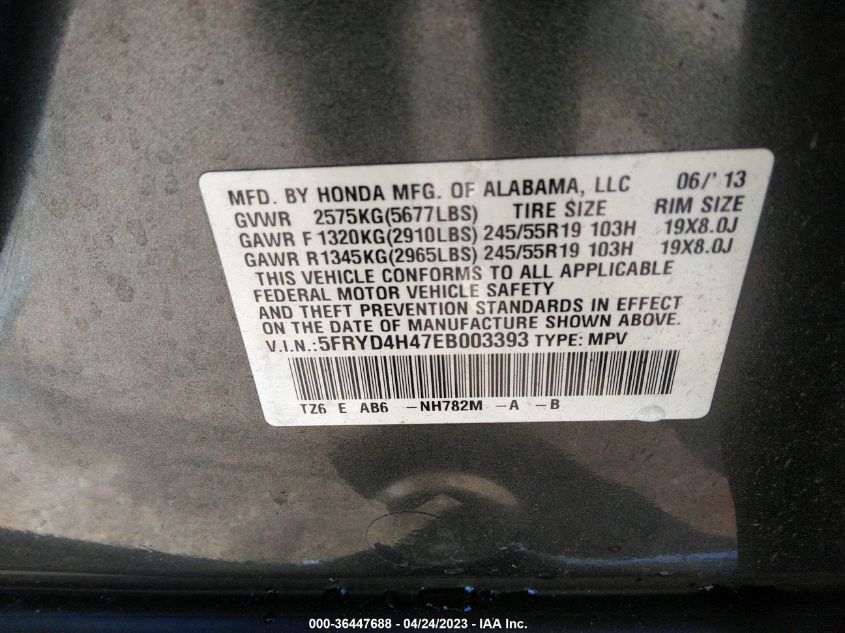 MFD. BY HONDA MFG. OF ALABAMA, LLC 06/'13
GVWR 2575KG(5677LBS) TIRE SIZE RIM SIZE
GAWR F 1320KG(2910LBS) 245/55R19 103H 19X8.0J
GAWR R1345KG(2965LBS) 245/55R19 103H 19X8.0J
THIS VEHICLE CONFORMS TO ALL APPLICABLE
FEDERAL MOTOR VEHICLE SAFETY
AND THEFT PREVENTION STANDARDS IN EFFECT
ON THE DATE OF MANUFACTURE SHOWN ABOVE.
V.I.N.:5FRYD4H47EB003393 TYPE: MPV
TZ6 E AB6 -NH782M -A -B
000-36447688 - 04/24/2023 - IAA Inc.